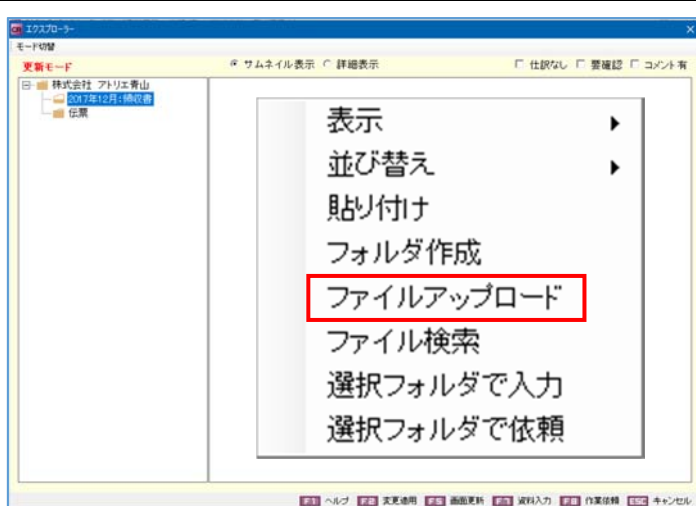 エクスプローラー
モード切替
更新モード
サムネイル表示 詳細表示
仕訳なし 要確認 コメント有
株式会社 アトリエ青山
2017年12月:領収書
伝票
表示
並び替え
貼り付け
フォルダ作成
ファイルアップロード
ファイル検索
選択フォルダで入力
選択フォルダで依頼
F1 ヘルプ F2 変更適用 F5 画面更新 資料入力 作業依頼 ESC キャンセル